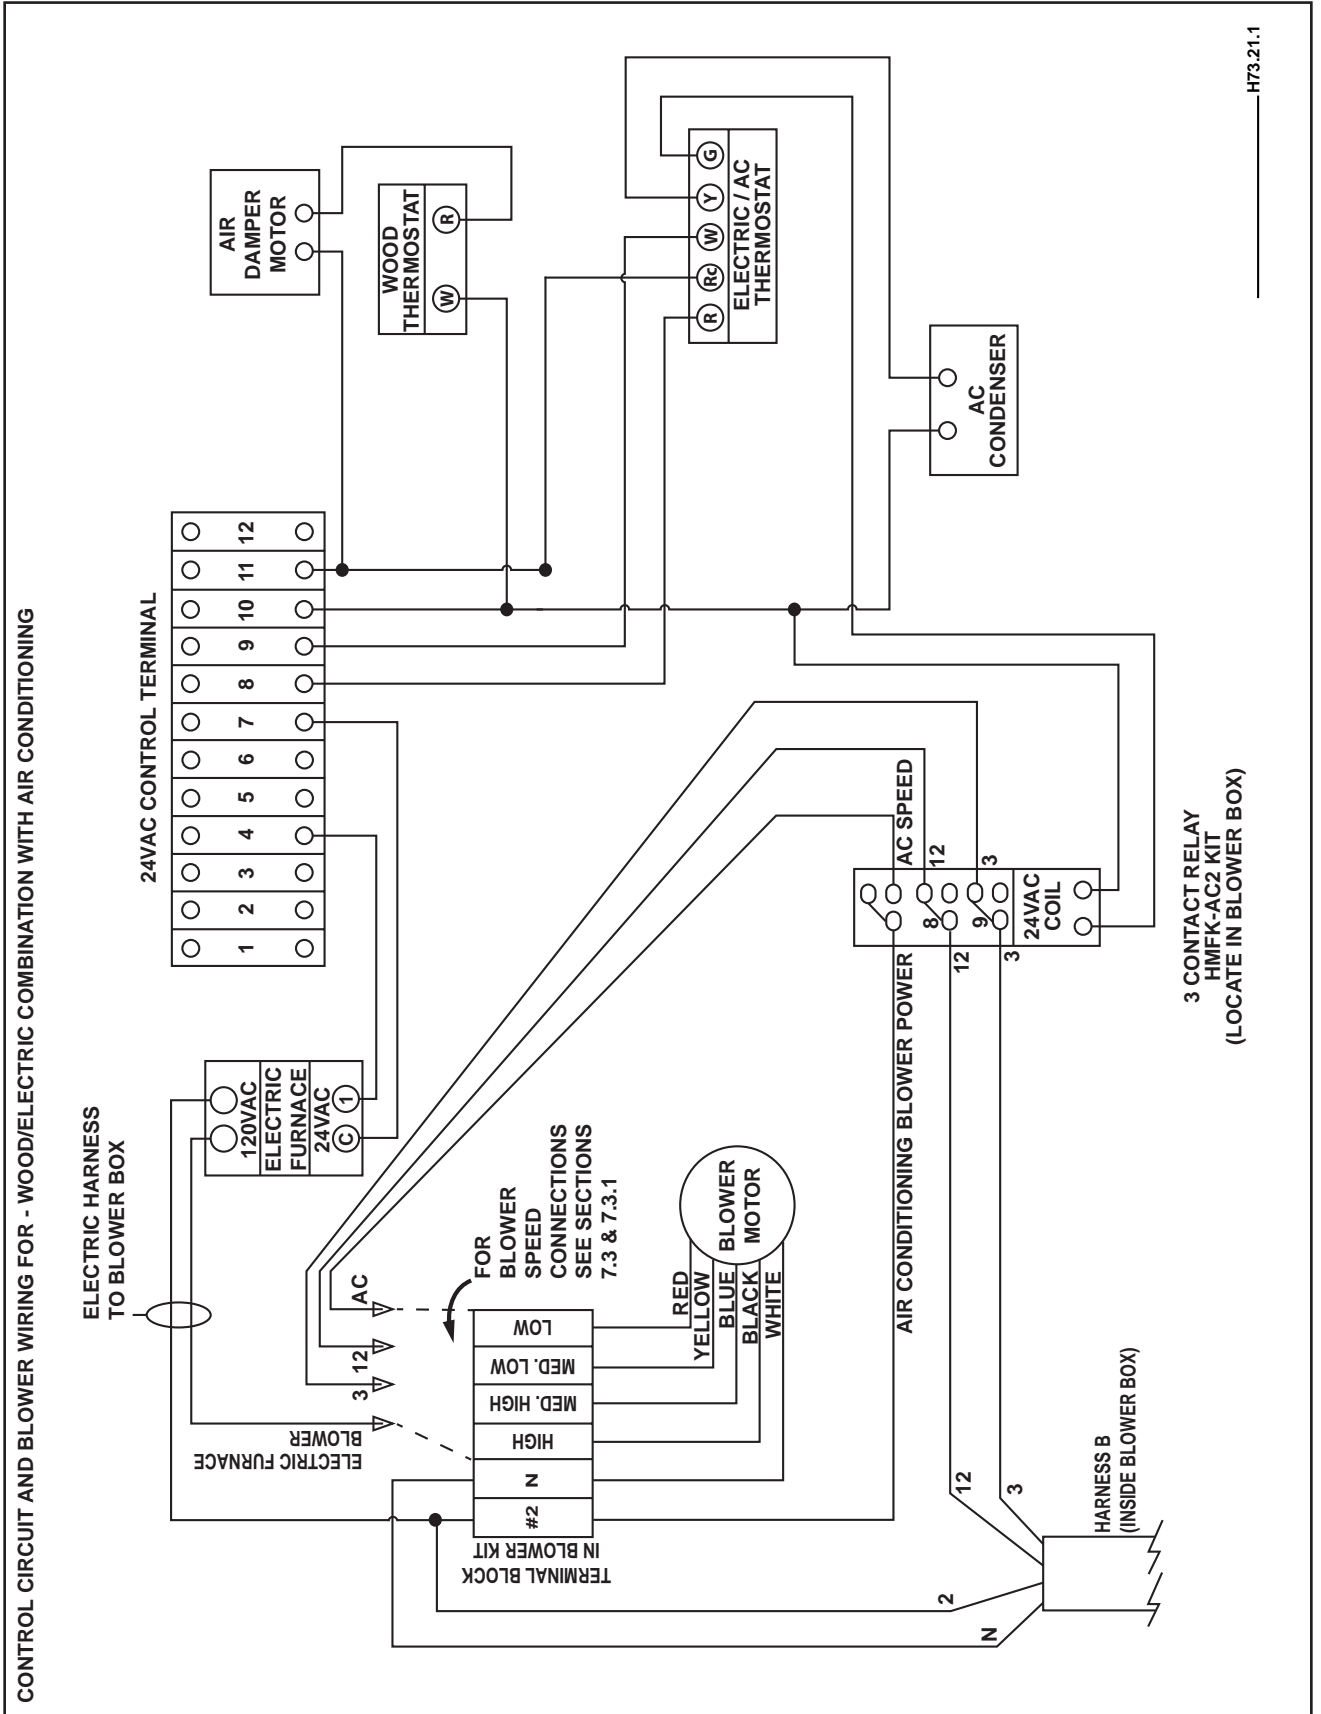 CONTROL CIRCUIT AND BLOWER WIRING FOR - WOOD/ELECTRIC COMBINATION WITH AIR CONDITIONING
ELECTRIC HARNESS
TO BLOWER BOX
24VAC CONTROL TERMINAL
1 2 3 4 5 6 7 8 9 10 11 12
AIR
DAMPER
MOTOR
WOOD
THERMOSTAT
W R
120VAC
ELECTRIC
FURNACE
24VAC
C 1
ELECTRIC FURNACE
BLOWER
3 12 AC
FOR
BLOWER
SPEED
CONNECTIONS
SEE SECTIONS
7.3 & 7.3.1
TERMINAL BLOCK
IN BLOWER KIT
#2
N
HIGH
MED. HIGH
MED. LOW
LOW
RED
YELLOW
BLUE
BLACK
WHITE
BLOWER
MOTOR
R Rc W Y G
ELECTRIC / AC
THERMOSTAT
AIR CONDITIONING BLOWER POWER
AC SPEED
12
3
8
9
12
3
24VAC
COIL
AC
CONDENSER
N
2
12
3
HARNESS B
(INSIDE BLOWER BOX)
3 CONTACT RELAY
HMFK-AC2 KIT
(LOCATE IN BLOWER BOX)
H73.21.1